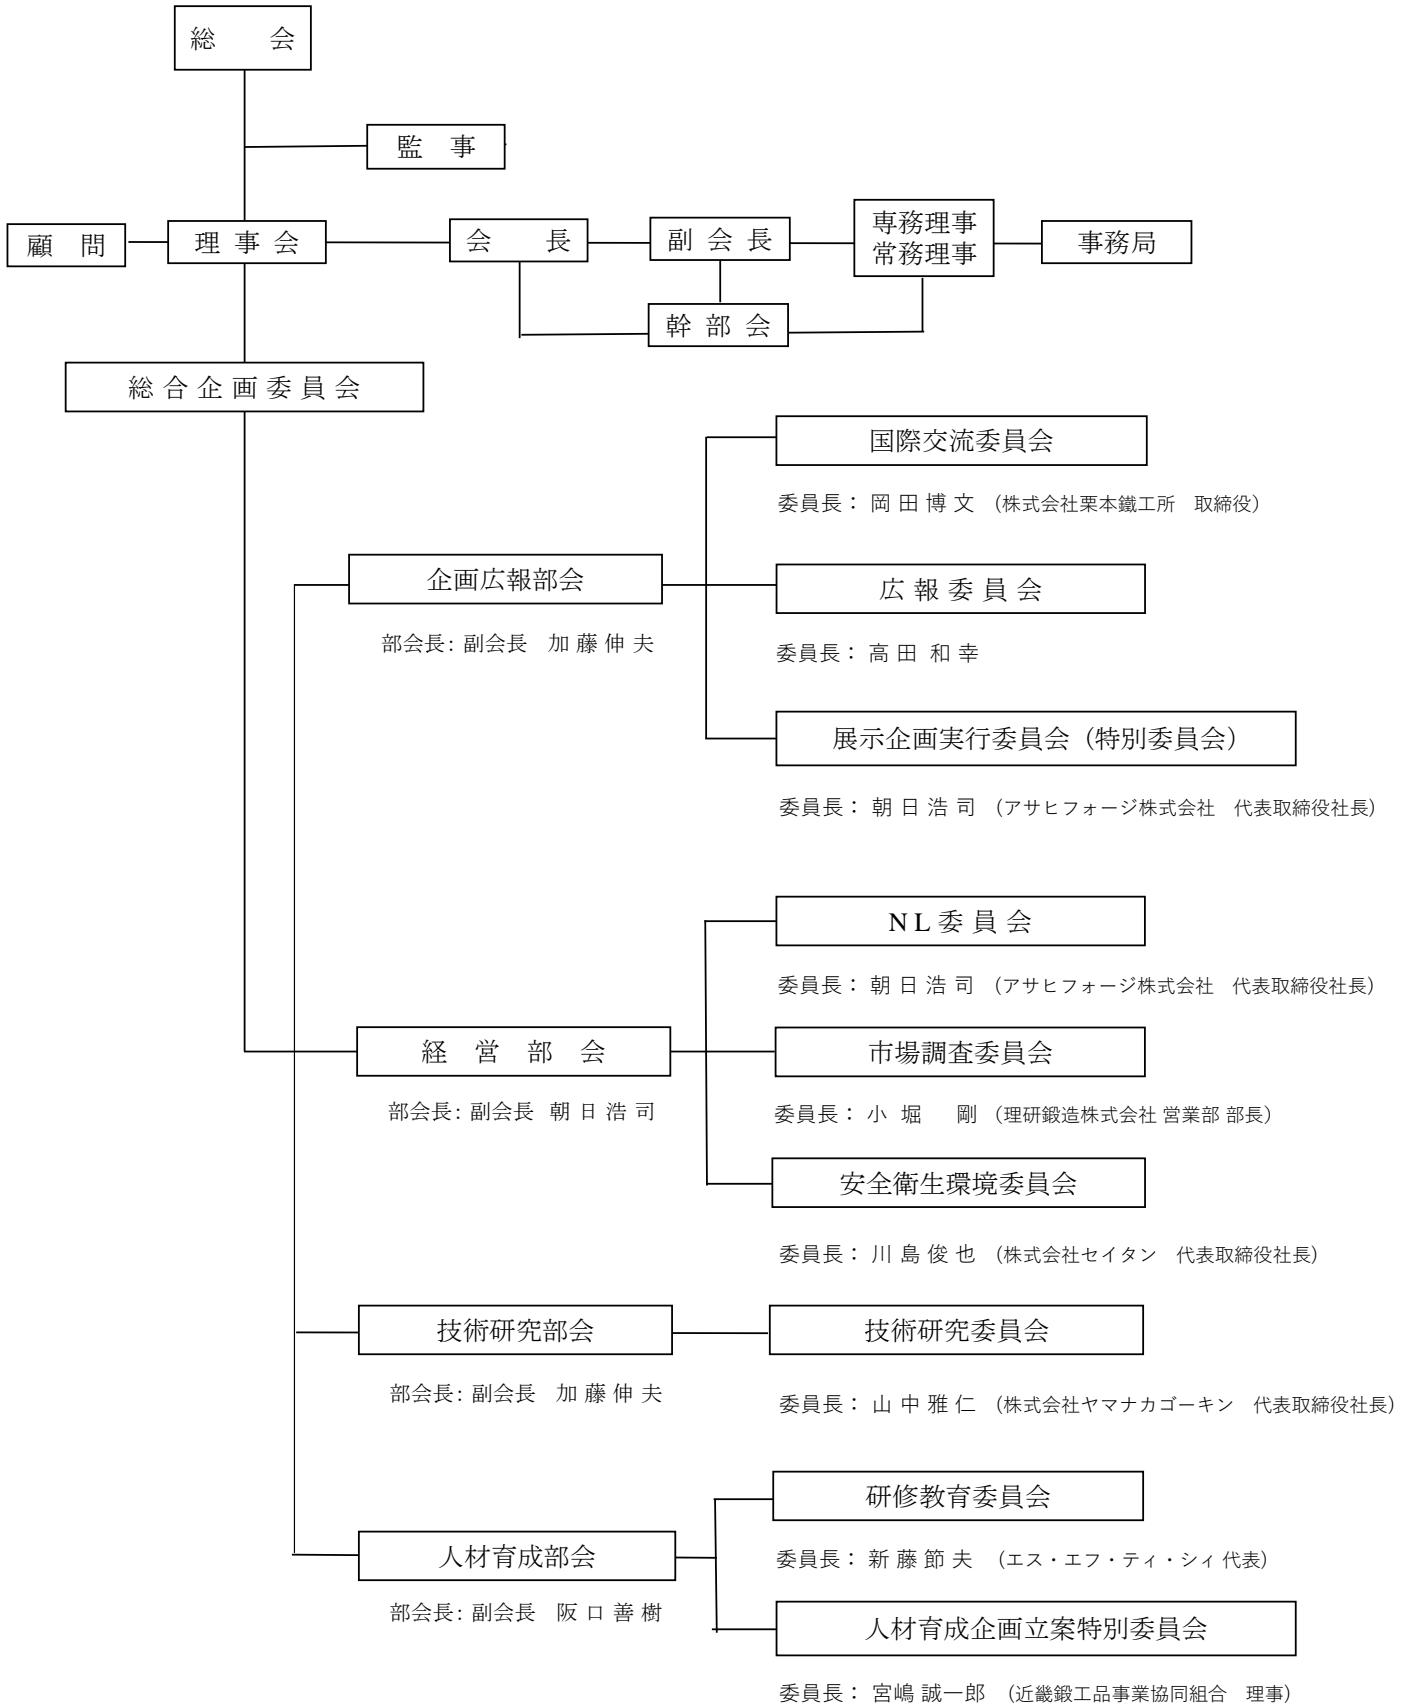 総　会
監　事
顧　問
理 事 会
会　長
副 会 長
専務理事
常務理事
事務局
幹 部 会
総 合 企 画 委 員 会
国際交流委員会
委員長： 岡 田 博 文 （株式会社栗本鐵工所　取締役）
企画広報部会
部会長： 副会長　加 藤 伸 夫
広 報 委 員 会
委員長： 高 田 和 幸
展示企画実行委員会（特別委員会）
委員長： 朝 日 浩 司 （アサヒフォージ株式会社　代表取締役社長）
NL 委 員 会
委員長： 朝 日 浩 司 （アサヒフォージ株式会社　代表取締役社長）
経　営　部　会
部会長： 副会長　朝 日 浩 司
市場調査委員会
委員長： 小 堀　剛 （理研鍛造株式会社 営業部 部長）
安全衛生環境委員会
委員長： 川 島 俊 也 （株式会社セイタン　代表取締役社長）
技術研究部会
部会長： 副会長　加 藤 伸 夫
技術研究委員会
委員長： 山 中 雅 仁 （株式会社ヤマナカゴーキン　代表取締役社長）
研修教育委員会
委員長： 新 藤 節 夫 （エス・エフ・ティ・シィ 代表）
人材育成部会
部会長： 副会長　阪 口 善 樹
人材育成企画立案特別委員会
委員長： 宮嶋 誠一郎 （近畿鍛工品事業協同組合　理事）